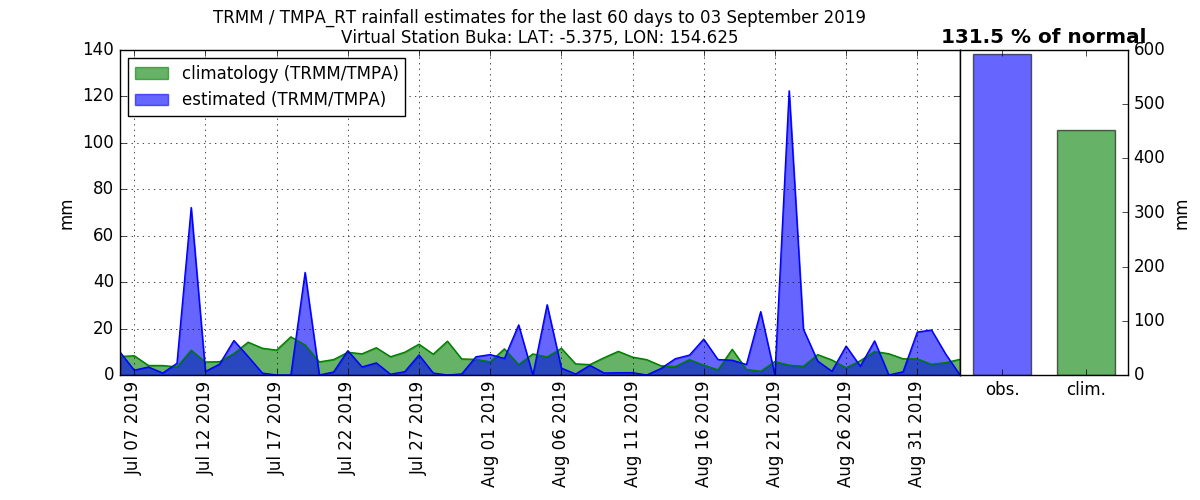 TRMM / TMPA_RT rainfall estimates for the last 60 days to 03 September 2019
Virtual Station Buka: LAT: -5.375, LON: 154.625
131.5 % of normal
climatology (TRMM/TMPA)
estimated (TRMM/TMPA)
mm
140
120
100
80
60
40
20
0
Jul 07 2019
Jul 12 2019
Jul 17 2019
Jul 22 2019
Jul 27 2019
Aug 01 2019
Aug 06 2019
Aug 11 2019
Aug 16 2019
Aug 21 2019
Aug 26 2019
Aug 31 2019
obs.
clim.
600
500
400
300
200
100
0
mm